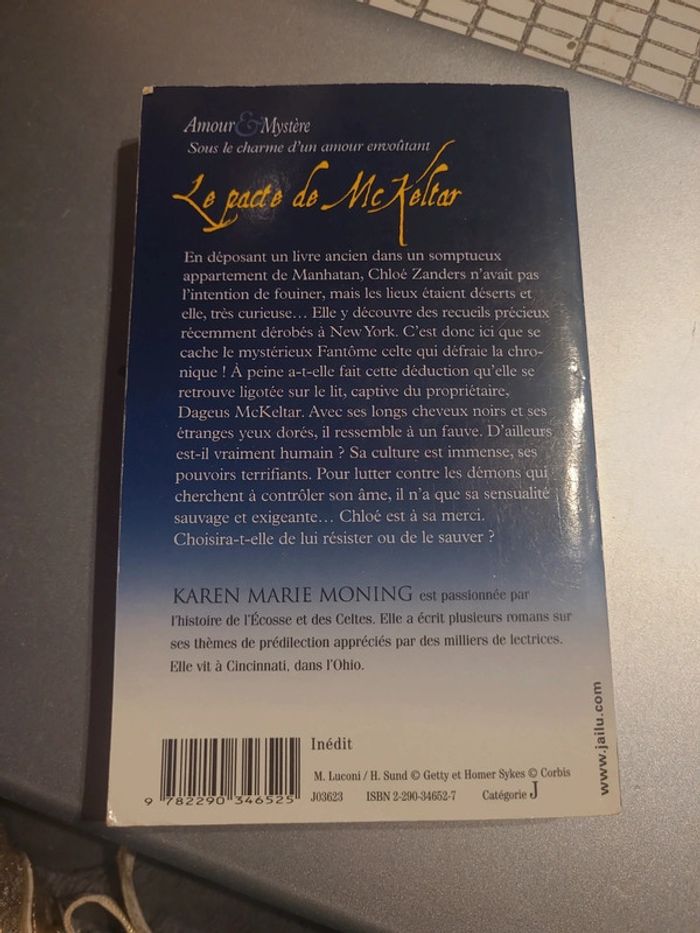 Amour & Mystère
Sous le charme d'un amour envoûtant
Le pacte de McKeltar
En déposant un livre ancien dans un somptueux
appartement de Manhatan, Chloé Zanders n'avait pas
l'intention de fouiner, mais les lieux étaient déserts et
elle, très curieuse… Elle y découvre des recueils précieux
récemment dérobés à New York. C'est donc ici que se
cache le mystérieux Fantôme celte qui défraie la chro-
nique ! À peine a-t-elle fait cette déduction qu'elle se
retrouve ligotée sur le lit, captive du propriétaire,
Dageus McKeltar. Avec ses longs cheveux noirs et ses
étranges yeux dorés, il ressemble à un fauve. D'ailleurs
est-il vraiment humain ? Sa culture est immense, ses
pouvoirs terrifiants. Pour lutter contre les démons qui
cherchent à contrôler son âme, il n'a que sa sensualité
sauvage et exigeante… Chloé est à sa merci.
Choisira-t-elle de lui résister ou de le sauver ?
KAREN MARIE MONING est passionnée par
l'histoire de l'Écosse et des Celtes. Elle a écrit plusieurs romans sur
ses thèmes de prédilection appréciés par des milliers de lectrices.
Elle vit à Cincinnati, dans l'Ohio.
www.jailu.com
Inédit
M. Luconi / H. Sund © Getty et Homer Sykes © Corbis
9 782290 346525 J03623 ISBN 2-290-34652-7 Catégorie J